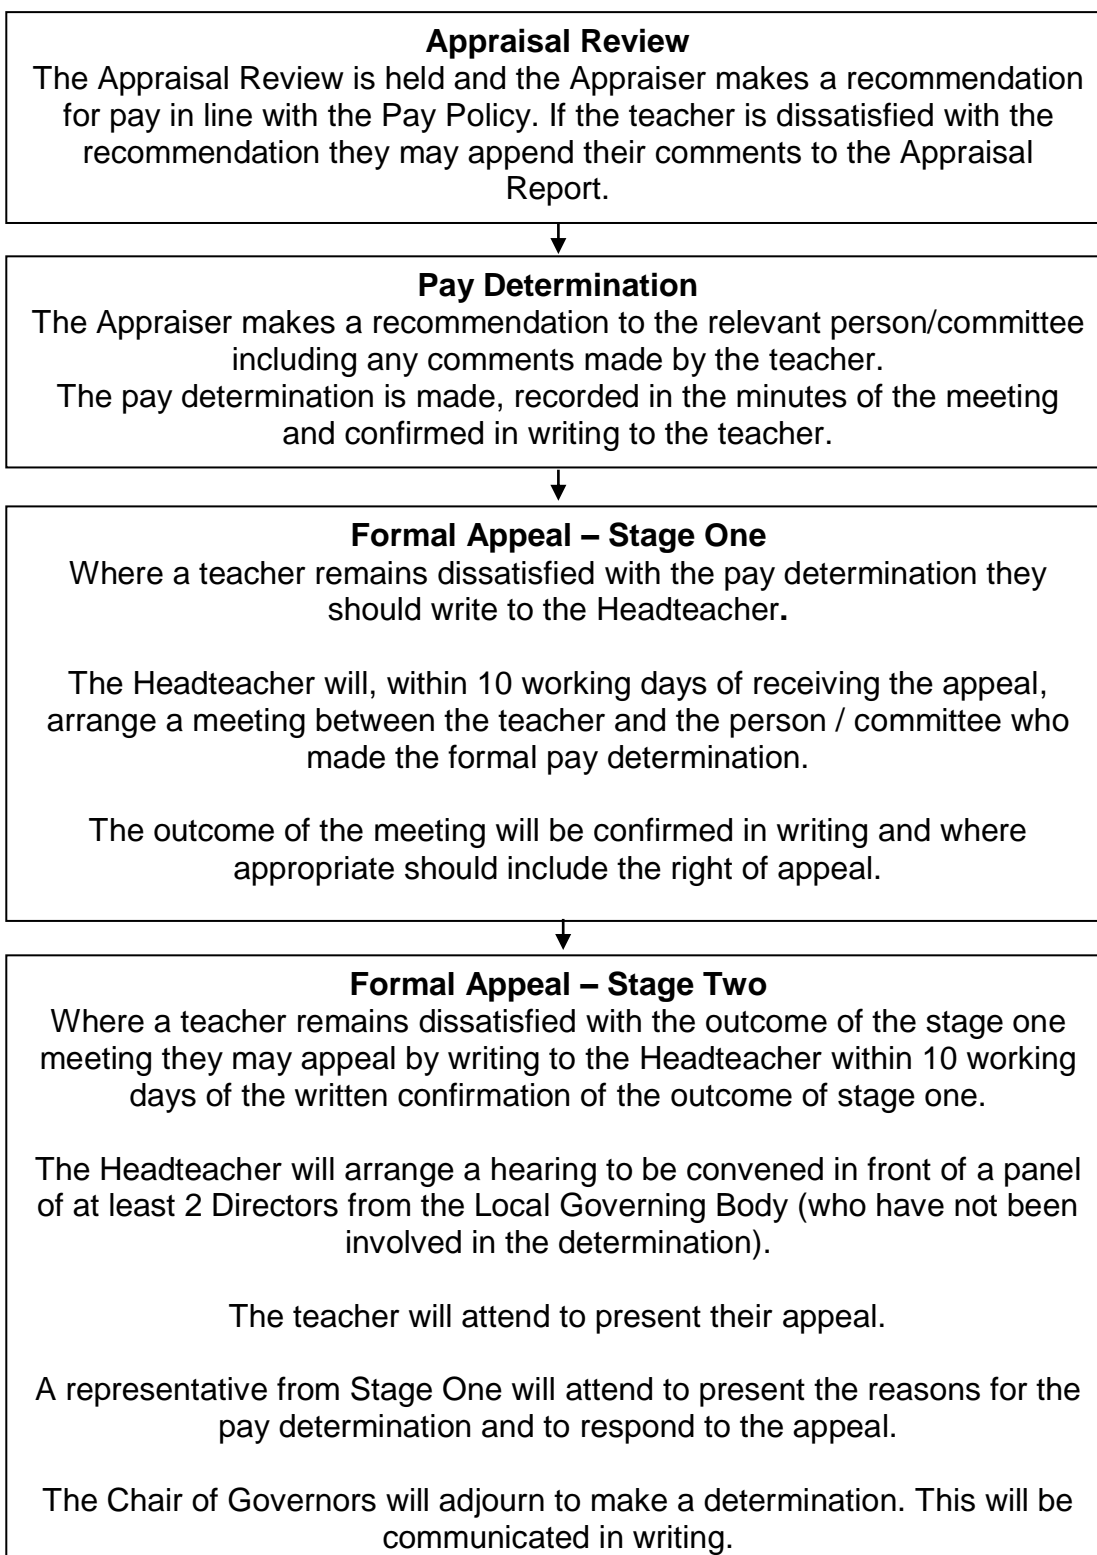 Appraisal Review
The Appraisal Review is held and the Appraiser makes a recommendation
for pay in line with the Pay Policy. If the teacher is dissatisfied with the
recommendation they may append their comments to the Appraisal
Report.
Pay Determination
The Appraiser makes a recommendation to the relevant person/committee
including any comments made by the teacher.
The pay determination is made, recorded in the minutes of the meeting
and confirmed in writing to the teacher.
Formal Appeal – Stage One
Where a teacher remains dissatisfied with the pay determination they
should write to the Headteacher.
The Headteacher will, within 10 working days of receiving the appeal,
arrange a meeting between the teacher and the person / committee who
made the formal pay determination.
The outcome of the meeting will be confirmed in writing and where
appropriate should include the right of appeal.
Formal Appeal – Stage Two
Where a teacher remains dissatisfied with the outcome of the stage one
meeting they may appeal by writing to the Headteacher within 10 working
days of the written confirmation of the outcome of stage one.
The Headteacher will arrange a hearing to be convened in front of a panel
of at least 2 Directors from the Local Governing Body (who have not been
involved in the determination).
The teacher will attend to present their appeal.
A representative from Stage One will attend to present the reasons for the
pay determination and to respond to the appeal.
The Chair of Governors will adjourn to make a determination. This will be
communicated in writing.